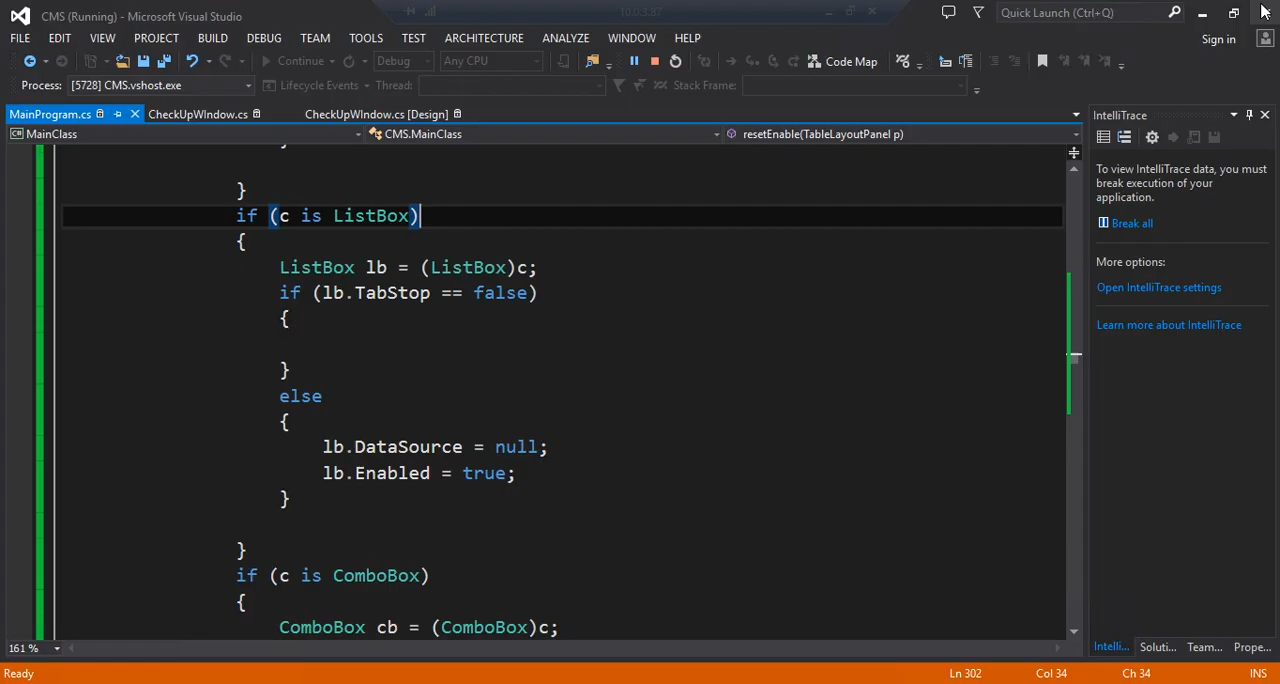 CMS (Running) - Microsoft Visual Studio
10.0.3.87
Quick Launch (Ctrl+Q)
FILE EDIT VIEW PROJECT BUILD DEBUG TEAM TOOLS TEST ARCHITECTURE ANALYZE WINDOW HELP
Sign in
Continue Debug Any CPU Code Map
Process: [5728] CMS.vshost.exe Lifecycle Events Thread: Stack Frame:
MainProgram.cs CheckUpWIndow.cs CheckUpWIndow.cs [Design]
MainClass CMS.MainClass resetEnable(TableLayoutPanel p)
}
}
if (c is ListBox)
{
ListBox lb = (ListBox)c;
if (lb.TabStop == false)
{
}
else
{
lb.DataSource = null;
lb.Enabled = true;
}
}
if (c is ComboBox)
{
ComboBox cb = (ComboBox)c;
161 %
IntelliTrace
To view IntelliTrace data, you must
break execution of your
application.
Break all
More options:
Open IntelliTrace settings
Learn more about IntelliTrace
Intelli... Soluti... Team... Prope...
Ready Ln 302 Col 34 Ch 34 INS